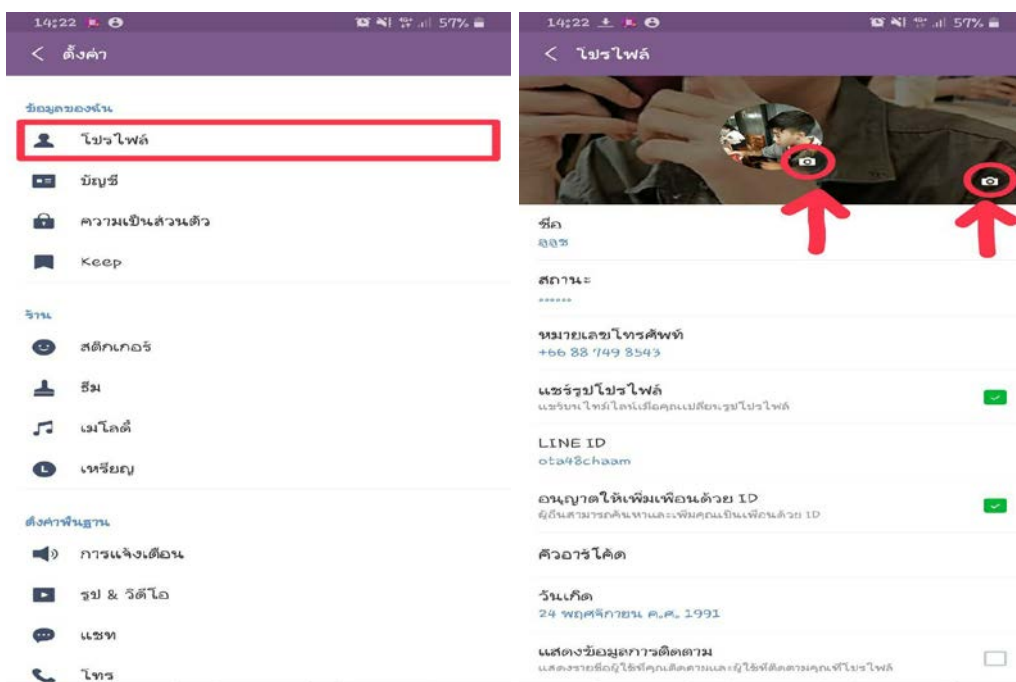 14:22
57%
ตั้งค่า
ข้อมูลของฉัน
โปรไฟล์
บัญชี
ความเป็นส่วนตัว
Keep
ร้าน
สติกเกอร์
ธีม
เมโลดี้
เหรียญ
ตั้งค่าพื้นฐาน
การแจ้งเตือน
รูป & วิดีโอ
แชท
โทร
14:22
57%
โปรไฟล์
ชื่อ
สถานะ
******
หมายเลขโทรศัพท์
+66 88 749 8543
แชร์รูปโปรไฟล์
แชร์บนไทม์ไลน์เมื่อคุณเปลี่ยนรูปโปรไฟล์
LINE ID
ota48chaam
อนุญาตให้เพิ่มเพื่อนด้วย ID
ผู้อื่นสามารถค้นหาและเพิ่มคุณเป็นเพื่อนด้วย ID
คิวอาร์โค้ด
วันเกิด
24 พฤศจิกายน ค.ศ. 1991
แสดงข้อมูลการติดตาม
แสดงรายชื่อผู้ใช้ที่คุณติดตามและผู้ใช้ที่ติดตามคุณที่โปรไฟล์